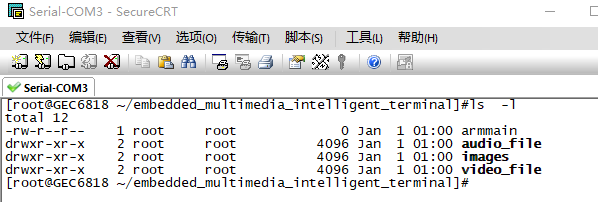 Serial-COM3 - SecureCRT
文件(F) 编辑(E) 查看(V) 选项(O) 传输(T) 脚本(S) 工具(L) 帮助(H)
Serial-COM3
[root@GEC6818 ~/embedded_multimedia_intelligent_terminal]#ls  -l
total 12
-rw-r--r--    1 root     root             0 Jan  1 01:00 armmain
drwxr-xr-x    2 root     root          4096 Jan  1 01:00 audio_file
drwxr-xr-x    2 root     root          4096 Jan  1 01:00 images
drwxr-xr-x    2 root     root          4096 Jan  1 01:00 video_file
[root@GEC6818 ~/embedded_multimedia_intelligent_terminal]#